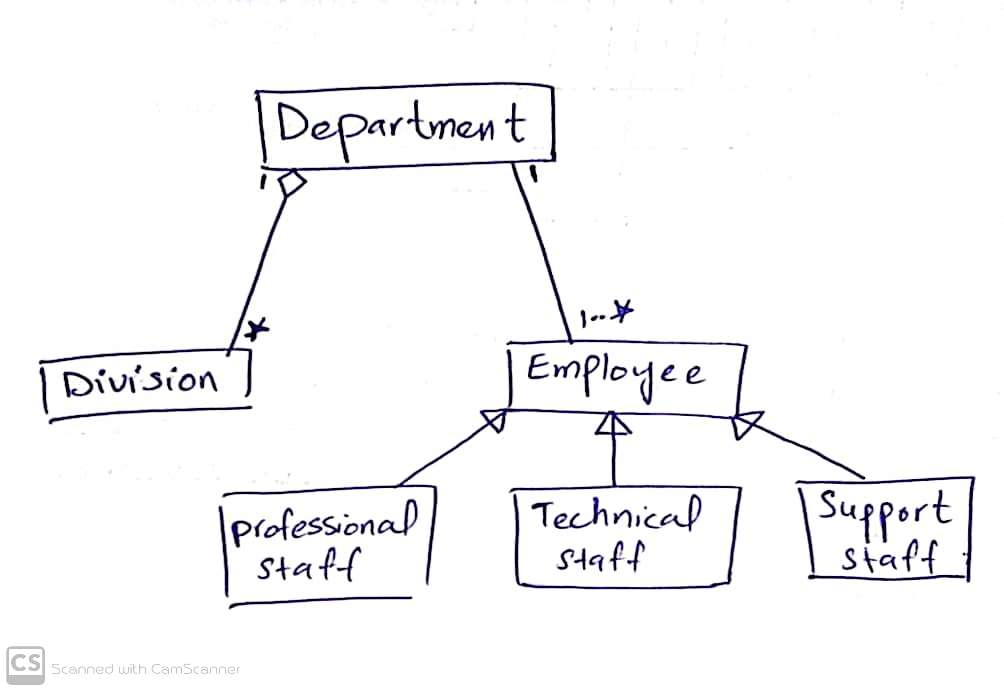 Department
1
1
*
1..*
Division
Employee
professional
staff
Technical
staff
Support
staff
CS Scanned with CamScanner